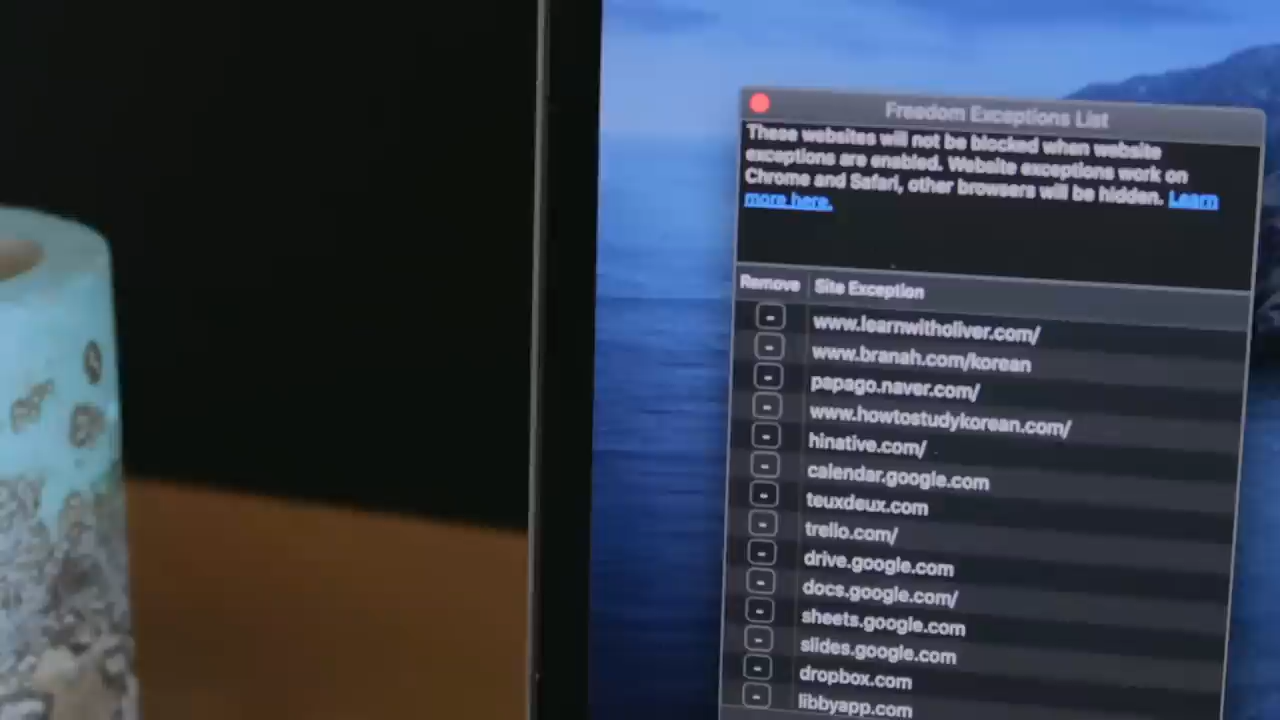 Freedom Exceptions List
These websites will not be blocked when website
exceptions are enabled. Website exceptions work on
Chrome and Safari, other browsers will be hidden. Learn
more here.
Remove Site Exception
www.learnwitholiver.com/
www.branah.com/korean
papago.naver.com/
www.howtostudykorean.com/
hinative.com/
calendar.google.com
teuxdeux.com
trello.com/
drive.google.com
docs.google.com/
sheets.google.com
slides.google.com
dropbox.com
libbyapp.com